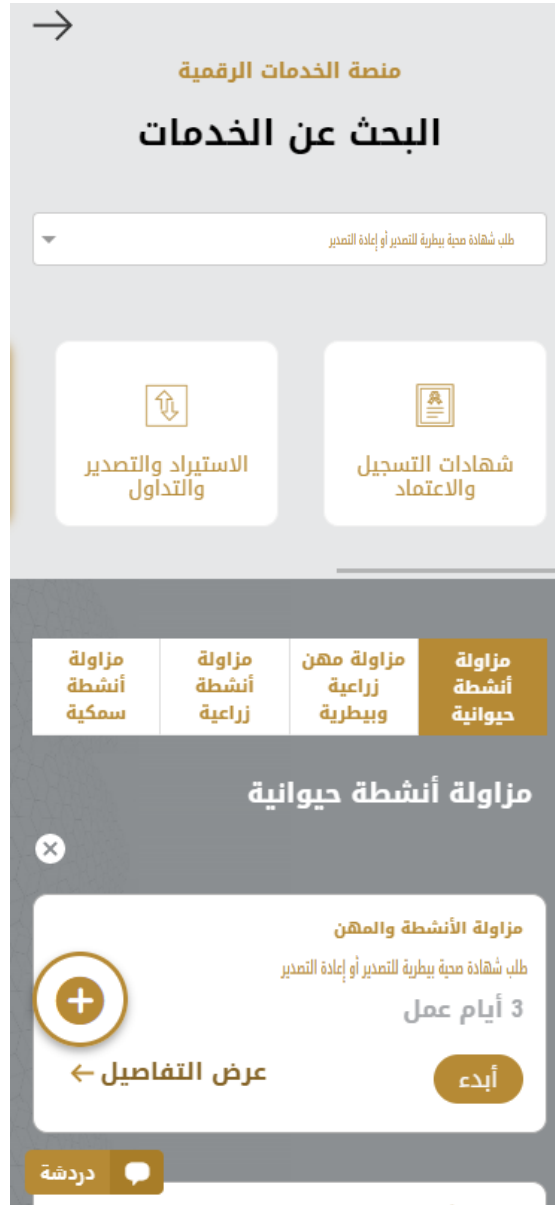 منصة الخدمات الرقمية
البحث عن الخدمات
طلب شهادة صحية بيطرية للتصدير أو إعادة التصدير
شهادات التسجيل
والاعتماد
الاستيراد والتصدير
والتداول
مزاولة
أنشطة
حيوانية
مزاولة مهن
زراعية
وبيطرية
مزاولة
أنشطة
زراعية
مزاولة
أنشطة
سمكية
مزاولة أنشطة حيوانية
مزاولة الأنشطة والمهن
طلب شهادة صحية بيطرية للتصدير أو إعادة التصدير
3 أيام عمل
أبدء
عرض التفاصيل
دردشة